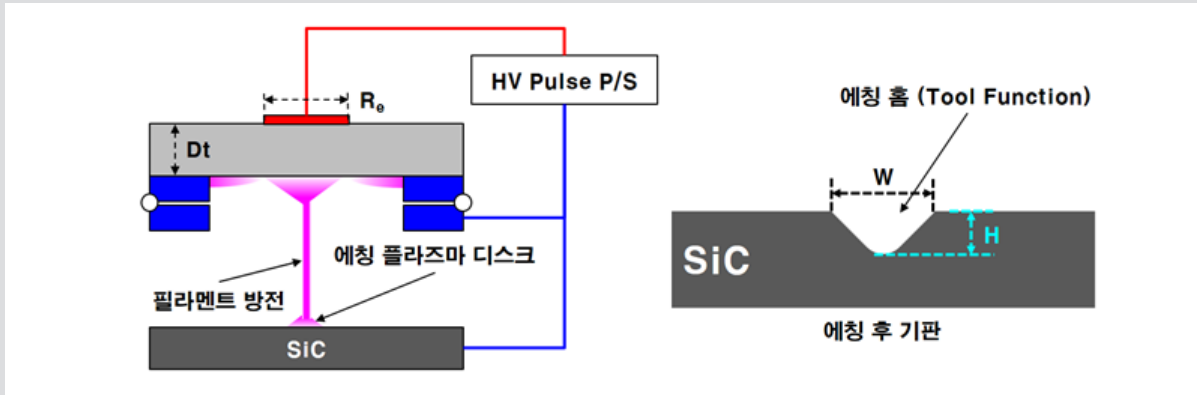 HV Pulse P/S
Re
Dt
에칭 플라즈마 디스크
필라멘트 방전
SiC
에칭 홈 (Tool Function)
W
H
SiC
에칭 후 기판